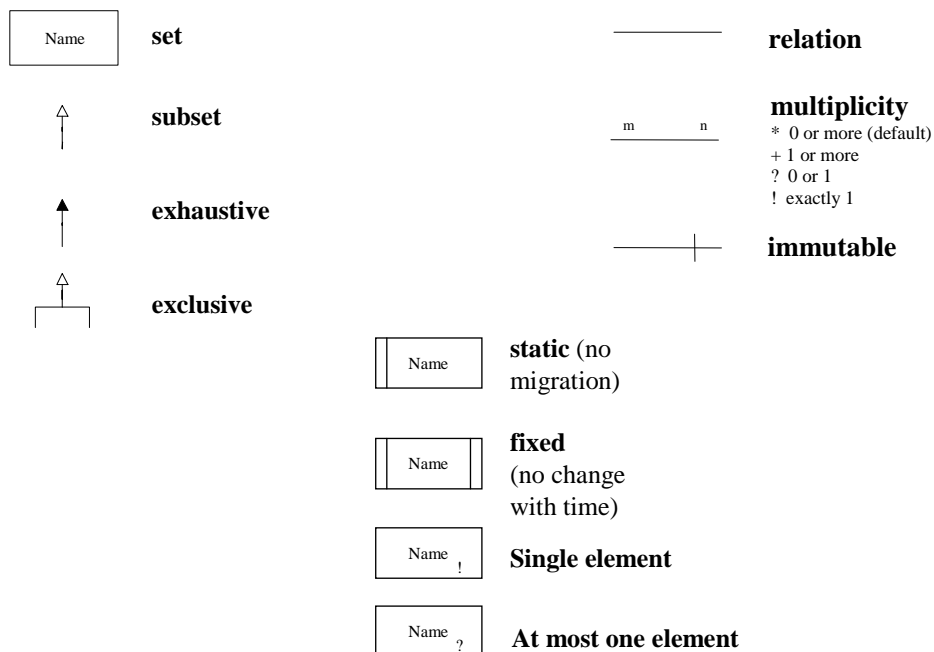 Name
set
subset
exhaustive
exclusive
relation
m n
multiplicity
* 0 or more (default)
+ 1 or more
? 0 or 1
! exactly 1
immutable
Name
static (no
migration)
Name
fixed
(no change
with time)
Name !
Single element
Name ?
At most one element